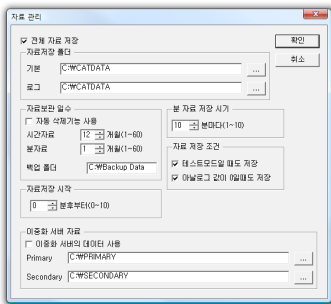 자료 관리
전체 자료 저장
확인
취소
자료저장 폴더
기본 C:₩CATDATA ...
로그 C:₩CATDATA ...
자료보관 일수
자동 삭제기능 사용
시간자료 12 개월(1~60)
분자료 1 개월(1~60)
백업 폴더 C:₩Backup Data
분 자료 저장 시기
10 분마다(1~10)
자료 저장 조건
테스트모드일 때도 저장
아날로그 값이 0일때도 저장
자료저장 시작
0 분후부터(0~10)
이중화 서버 자료
이중화 서버의 데이터 사용
Primary C:₩PRIMARY ...
Secondary C:₩SECONDARY ...